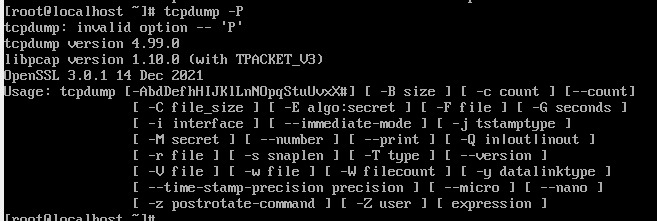 [root@localhost ~]# tcpdump -P
tcpdump: invalid option -- 'P'
tcpdump version 4.99.0
libpcap version 1.10.0 (with TPACKET_V3)
OpenSSL 3.0.1 14 Dec 2021
Usage: tcpdump [-AbdDefhHIJKlLnNOpqStuUvxX#] [ -B size ] [ -c count ] [--count]
[ -C file_size ] [ -E algo:secret ] [ -F file ] [ -G seconds ]
[ -i interface ] [ --immediate-mode ] [ -j tstamptype ]
[ -M secret ] [ --number ] [ --print ] [ -Q in|out|inout ]
[ -r file ] [ -s snaplen ] [ -T type ] [ --version ]
[ -V file ] [ -w file ] [ -W filecount ] [ -y datalinktype ]
[ --time-stamp-precision precision ] [ --micro ] [ --nano ]
[ -z postrotate-command ] [ -Z user ] [ expression ]
[root@localhost ~]#